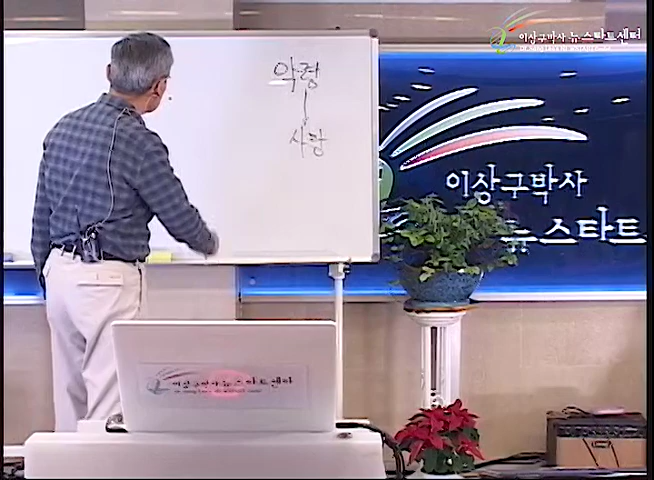 이상구박사 뉴스타트센터
악령
사람
이상구박사
뉴스타트
이상구박사 뉴스타트 센터